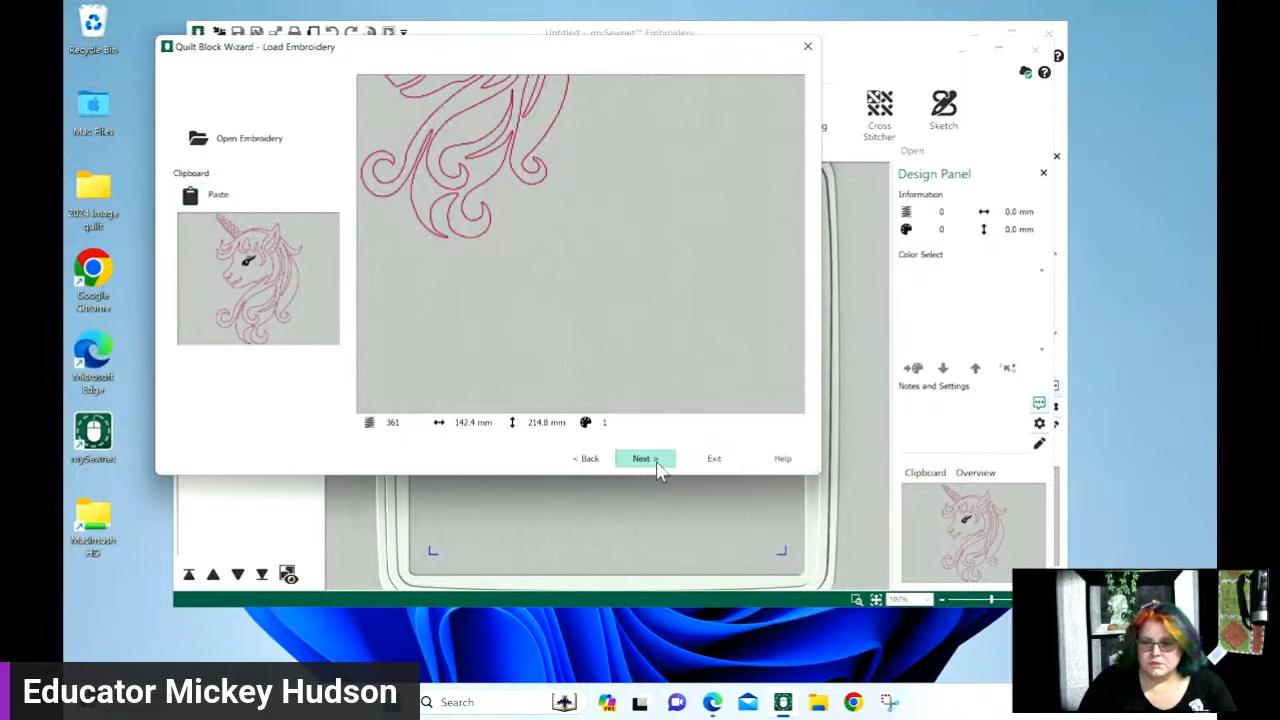 Recycle Bin
Mac Files
2024 image
quilt
Google
Chrome
Microsoft
Edge
mySewnet
Macintosh
HD
Untitled - mySewnet™ Embroidery
Quilt Block Wizard - Load Embroidery
Open Embroidery
Clipboard
Paste
361
142.4 mm
214.8 mm
1
< Back
Next >
Exit
Help
g
Cross
Stitcher
Sketch
Open
Design Panel
Information
0
0.0 mm
0
0.0 mm
Color Select
Notes and Settings
Clipboard
Overview
197%
Educator Mickey Hudson
Search